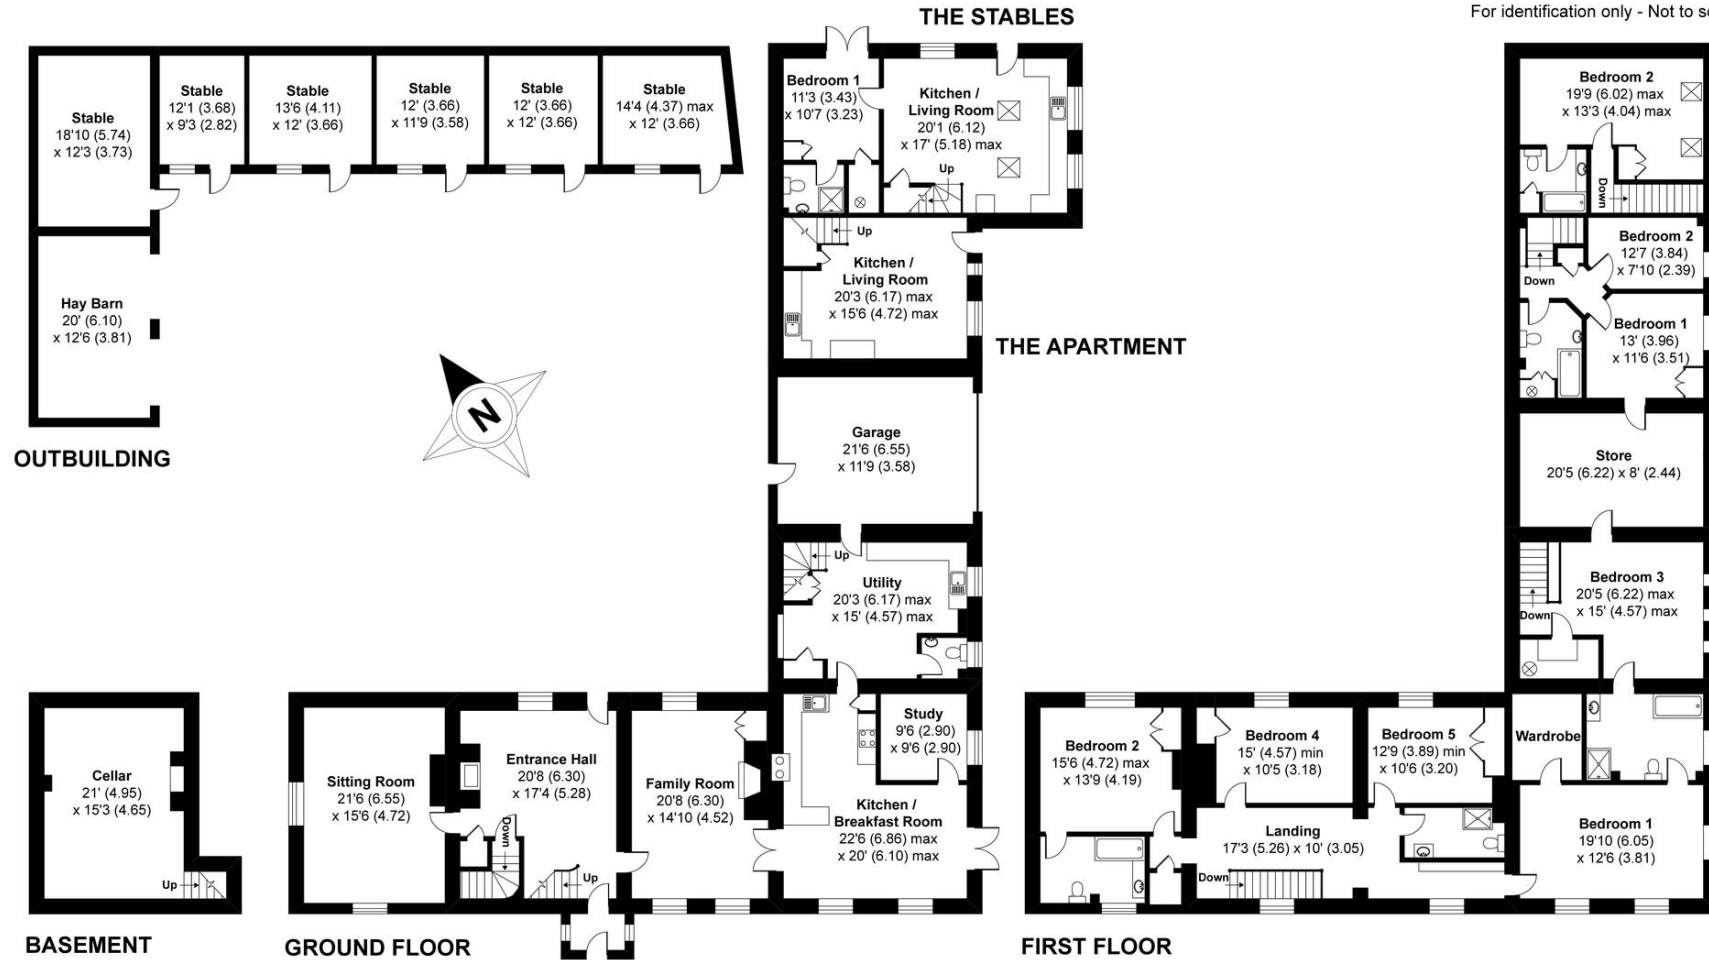 THE STABLES
For identification only - Not to s
Stable
18'10 (5.74)
x 12'3 (3.73)
Stable
12'1 (3.68)
x 9'3 (2.82)
Stable
13'6 (4.11)
x 12' (3.66)
Stable
12' (3.66)
x 11'9 (3.58)
Stable
12' (3.66)
x 12' (3.66)
Stable
14'4 (4.37) max
x 12' (3.66)
Hay Barn
20' (6.10)
x 12'6 (3.81)
OUTBUILDING
N
Bedroom 1
11'3 (3.43)
x 10'7 (3.23)
Kitchen /
Living Room
20'1 (6.12)
x 17' (5.18) max
Up
Up
Kitchen /
Living Room
20'3 (6.17) max
x 15'6 (4.72) max
THE APARTMENT
Garage
21'6 (6.55)
x 11'9 (3.58)
Up
Utility
20'3 (6.17) max
x 15' (4.57) max
Study
9'6 (2.90)
x 9'6 (2.90)
Kitchen /
Breakfast Room
22'6 (6.86) max
x 20' (6.10) max
Family Room
20'8 (6.30)
x 14'10 (4.52)
Entrance Hall
20'8 (6.30)
x 17'4 (5.28)
Down
Up
Sitting Room
21'6 (6.55)
x 15'6 (4.72)
GROUND FLOOR
Cellar
21' (4.95)
x 15'3 (4.65)
Up
BASEMENT
Bedroom 2
19'9 (6.02) max
x 13'3 (4.04) max
Down
Bedroom 2
12'7 (3.84)
x 7'10 (2.39)
Down
Bedroom 1
13' (3.96)
x 11'6 (3.51)
Store
20'5 (6.22) x 8' (2.44)
Bedroom 3
20'5 (6.22) max
x 15' (4.57) max
Down
Wardrobe
Bedroom 1
19'10 (6.05)
x 12'6 (3.81)
Bedroom 2
15'6 (4.72) max
x 13'9 (4.19)
Bedroom 4
15' (4.57) min
x 10'5 (3.18)
Bedroom 5
12'9 (3.89) min
x 10'6 (3.20)
Landing
17'3 (5.26) x 10' (3.05)
Down
FIRST FLOOR